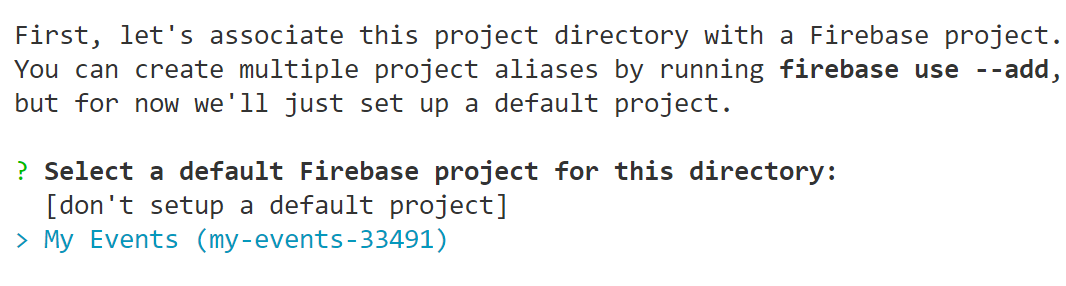 First, let's associate this project directory with a Firebase project.
You can create multiple project aliases by running firebase use --add,
but for now we'll just set up a default project.
? Select a default Firebase project for this directory:
[don't setup a default project]
> My Events (my-events-33491)